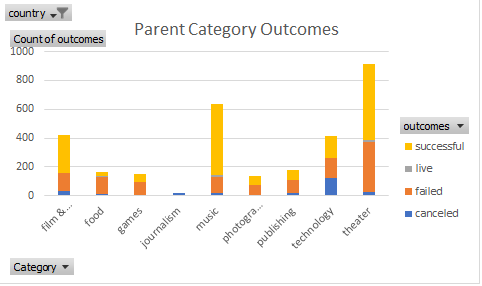 country
Parent Category Outcomes
Count of outcomes
1000
800
600
400
200
0
film &...
food
games
journalism
music
photogra...
publishing
technology
theater
outcomes
successful
live
failed
canceled
Category